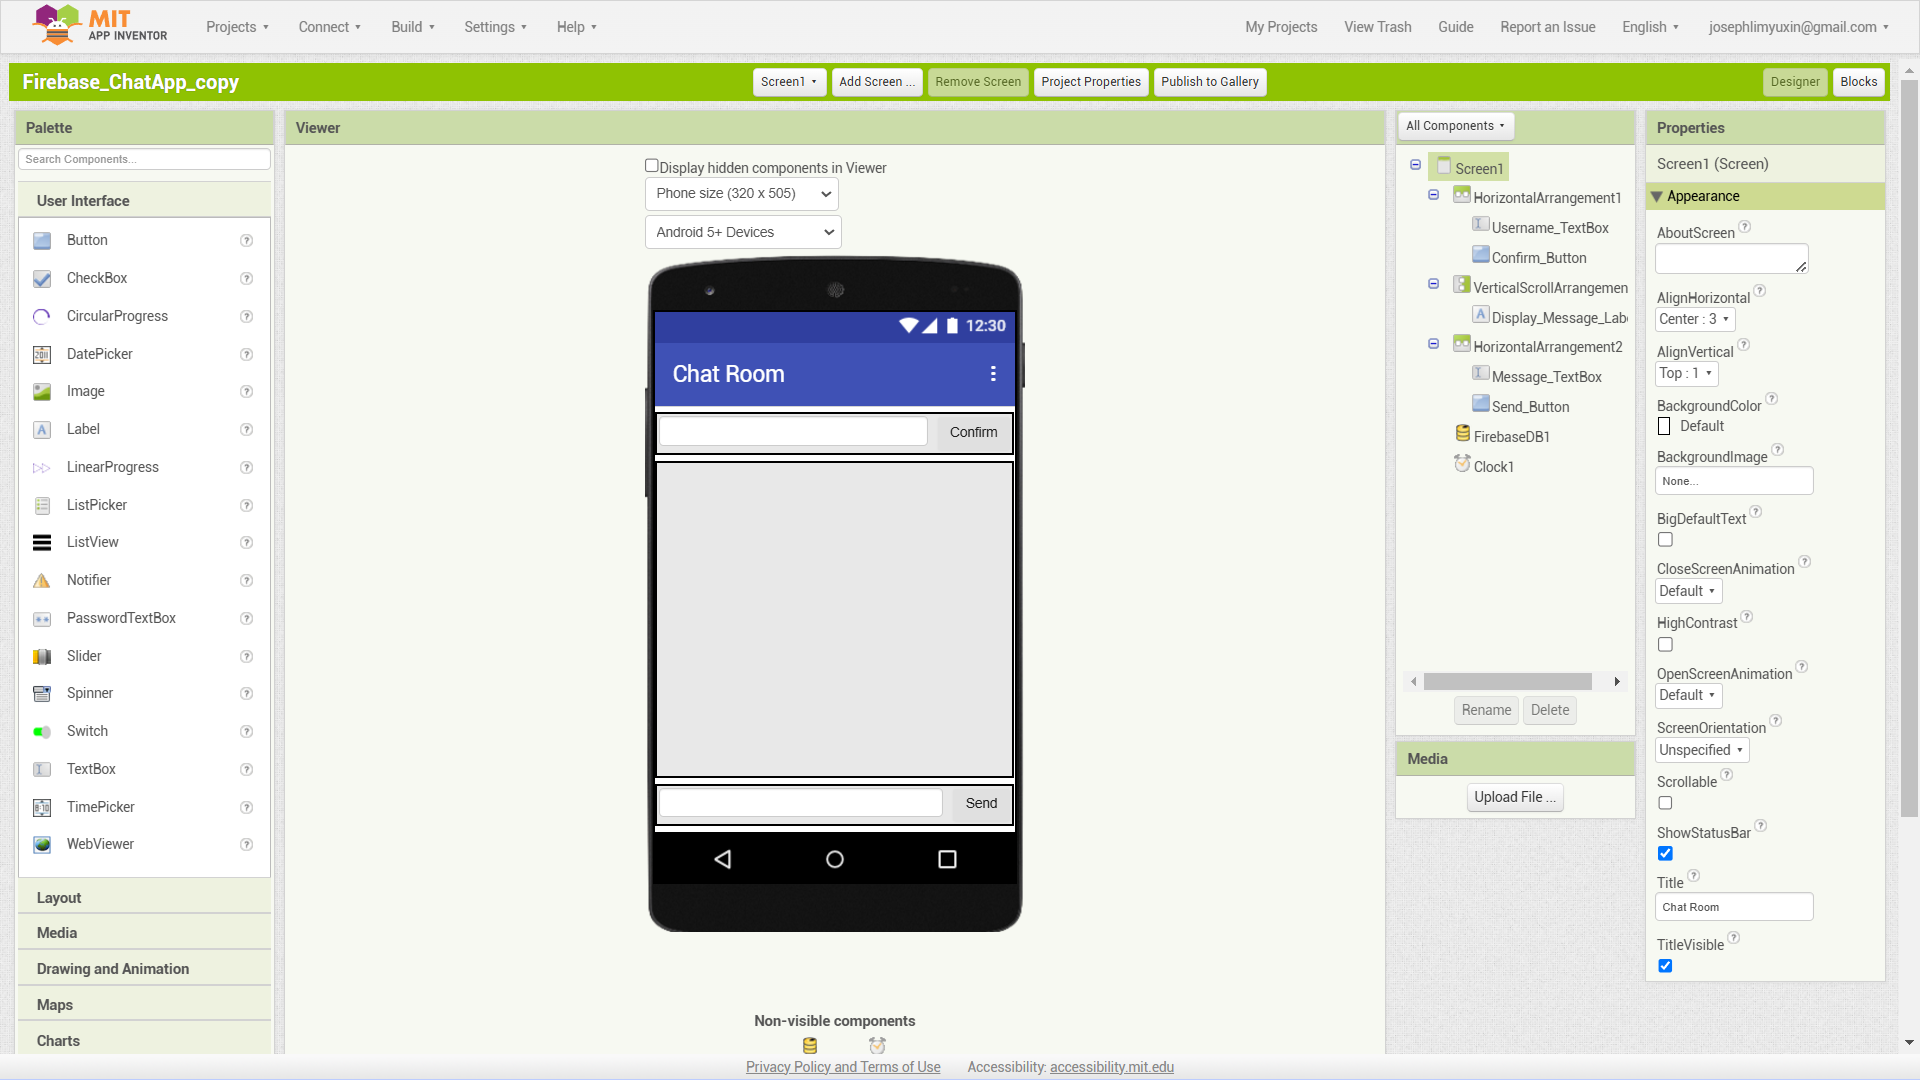 MIT
APP INVENTOR
Projects
Connect
Build
Settings
Help
My Projects
View Trash
Guide
Report an Issue
English
josephlimyuxin@gmail.com
Firebase_ChatApp_copy
Screen1
Add Screen ...
Remove Screen
Project Properties
Publish to Gallery
Designer
Blocks
Palette
Search Components...
User Interface
Button
CheckBox
CircularProgress
DatePicker
Image
Label
LinearProgress
ListPicker
ListView
Notifier
PasswordTextBox
Slider
Spinner
Switch
TextBox
TimePicker
WebViewer
Layout
Media
Drawing and Animation
Maps
Charts
Viewer
Display hidden components in Viewer
Phone size (320 x 505)
Android 5+ Devices
12:30
Chat Room
Confirm
Send
Non-visible components
All Components
Screen1
HorizontalArrangement1
Username_TextBox
Confirm_Button
VerticalScrollArrangemen
Display_Message_Lab
HorizontalArrangement2
Message_TextBox
Send_Button
FirebaseDB1
Clock1
Rename
Delete
Media
Upload File ...
Properties
Screen1 (Screen)
Appearance
AboutScreen
AlignHorizontal
Center : 3
AlignVertical
Top : 1
BackgroundColor
Default
BackgroundImage
None...
BigDefaultText
CloseScreenAnimation
Default
HighContrast
OpenScreenAnimation
Default
ScreenOrientation
Unspecified
Scrollable
ShowStatusBar
Title
Chat Room
TitleVisible
Privacy Policy and Terms of Use
Accessibility: accessibility.mit.edu